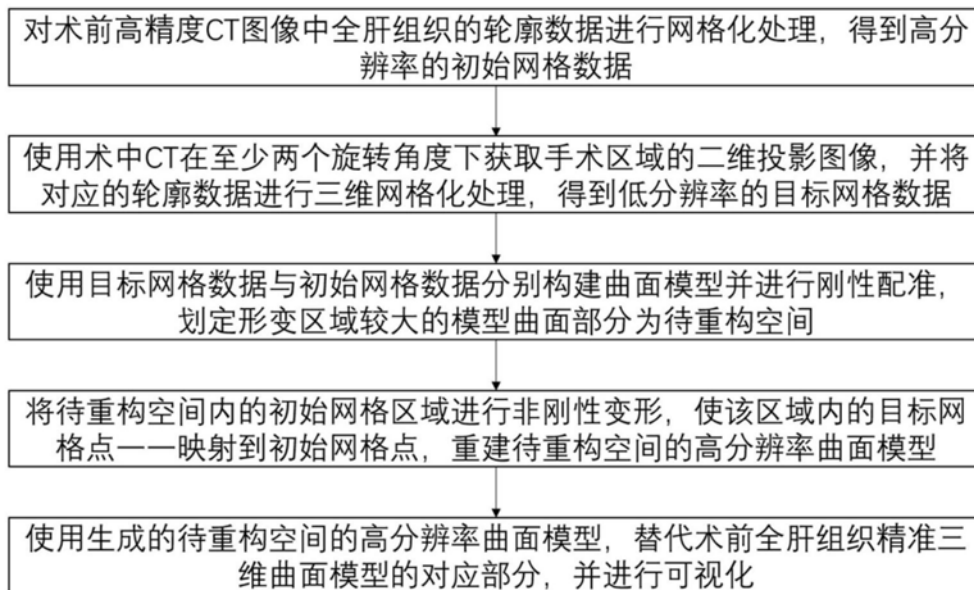 对术前高精度CT图像中全肝组织的轮廓数据进行网格化处理，得到高分
辨率的初始网格数据
使用术中CT在至少两个旋转角度下获取手术区域的二维投影图像，并将
对应的轮廓数据进行三维网格化处理，得到低分辨率的目标网格数据
使用目标网格数据与初始网格数据分别构建曲面模型并进行刚性配准，
划定形变区域较大的模型曲面部分为待重构空间
将待重构空间内的初始网格区域进行非刚性变形，使该区域内的目标网
格点一一映射到初始网格点，重建待重构空间的高分辨率曲面模型
使用生成的待重构空间的高分辨率曲面模型，替代术前全肝组织精准三
维曲面模型的对应部分，并进行可视化